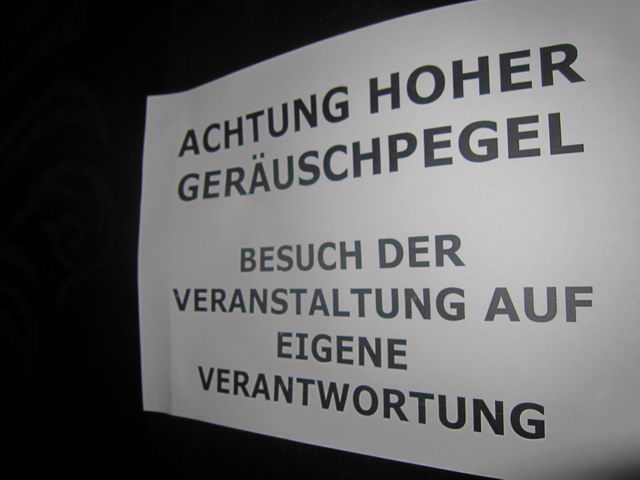 ACHTUNG HOHER
GERÄUSCHPEGEL
BESUCH DER
VERANSTALTUNG AUF
EIGENE
VERANTWORTUNG